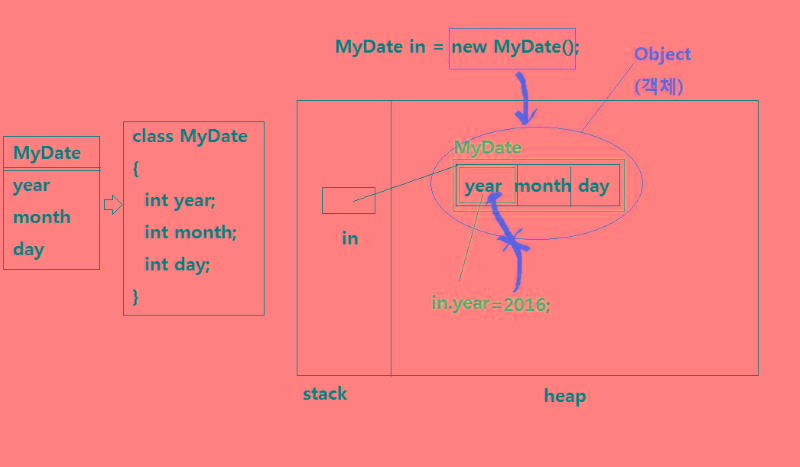 MyDate in = new MyDate();
Object
(객체)
MyDate
year
month
day
class MyDate
{
int year;
int month;
int day;
}
MyDate
year month day
in
in.year=2016;
stack
heap